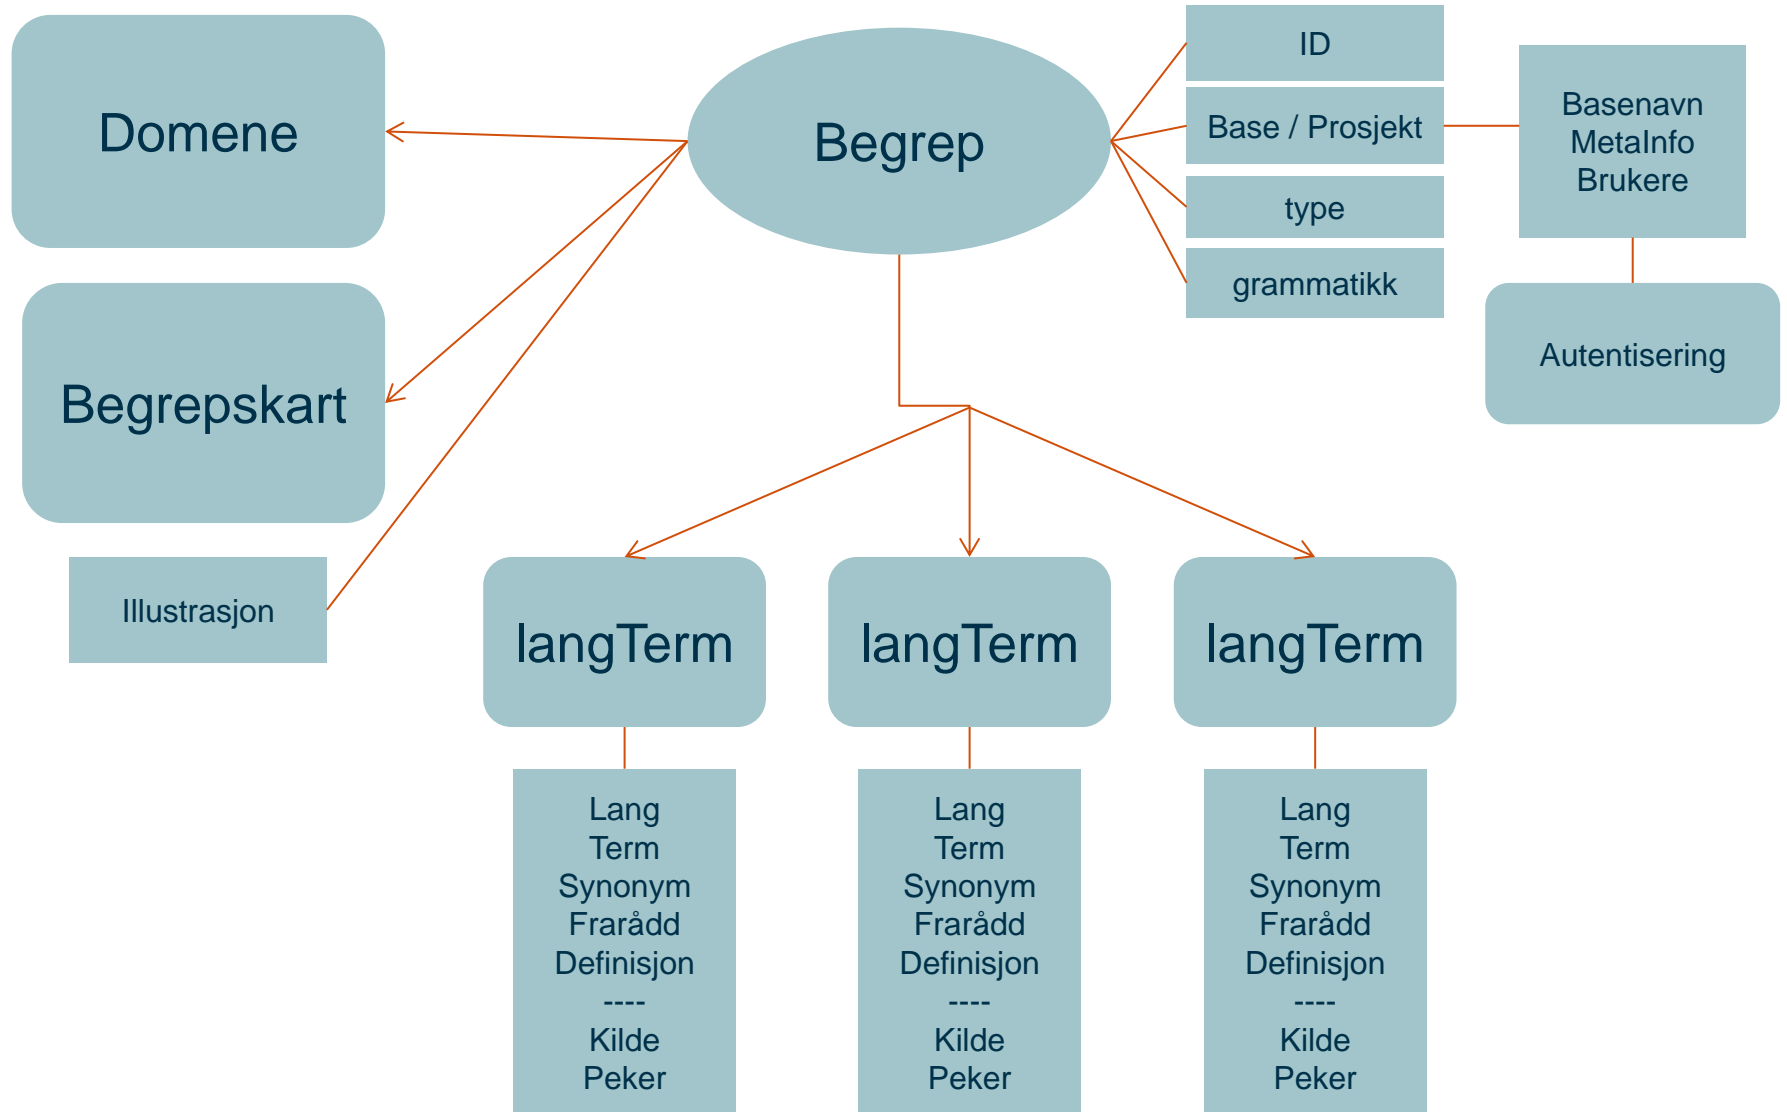 Domene
Begrep
ID
Base / Prosjekt
type
grammatikk
Basenavn
MetaInfo
Brukere
Autentisering
Begrepskart
Illustrasjon
langTerm
langTerm
langTerm
Lang
Term
Synonym
Frarådd
Definisjon
----
Kilde
Peker
Lang
Term
Synonym
Frarådd
Definisjon
----
Kilde
Peker
Lang
Term
Synonym
Frarådd
Definisjon
----
Kilde
Peker